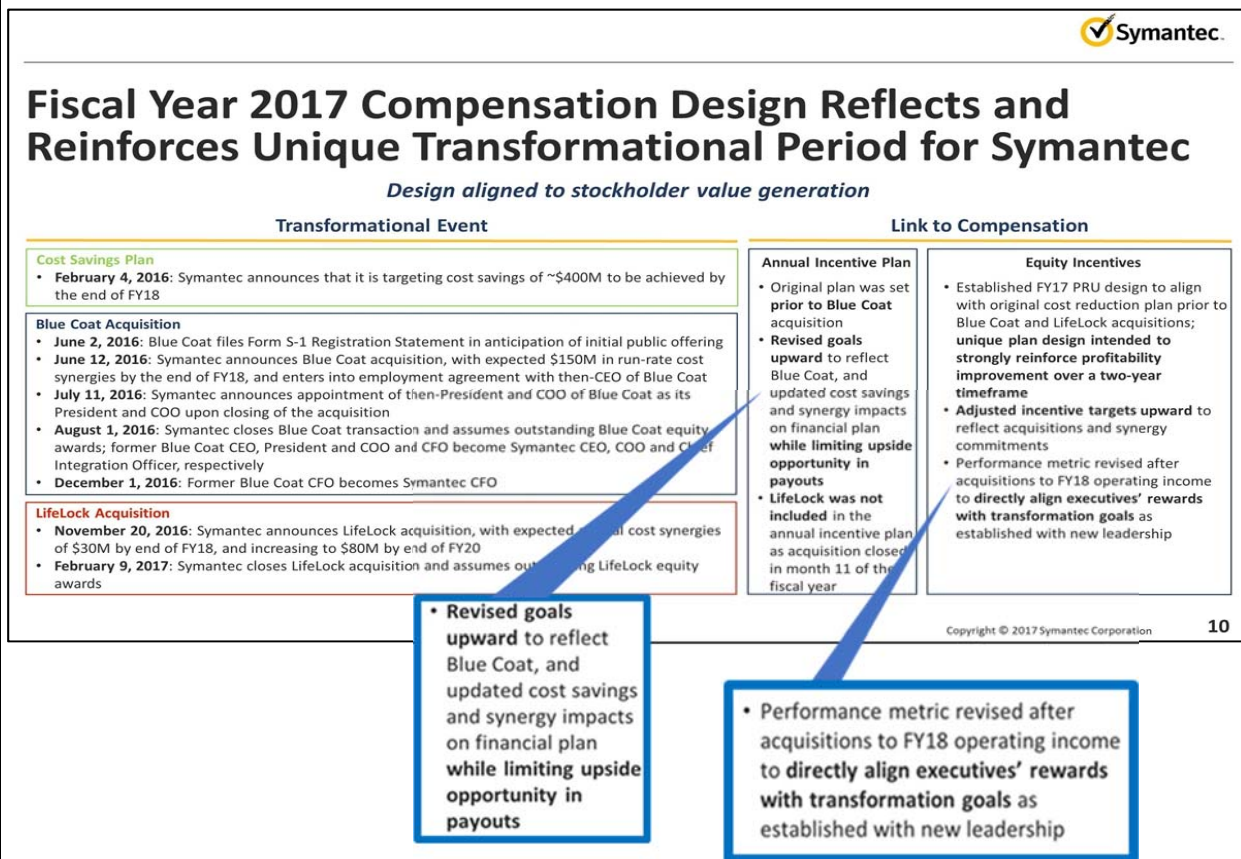 Symantec™
Fiscal Year 2017 Compensation Design Reflects and
Reinforces Unique Transformational Period for Symantec
Design aligned to stockholder value generation
Transformational Event
Cost Savings Plan
• February 4, 2016: Symantec announces that it is targeting cost savings of ~$400M to be achieved by
the end of FY18
Blue Coat Acquisition
• June 2, 2016: Blue Coat files Form S-1 Registration Statement in anticipation of initial public offering
• June 12, 2016: Symantec announces Blue Coat acquisition, with expected $150M in run-rate cost
synergies by the end of FY18, and enters into employment agreement with then-CEO of Blue Coat
• July 11, 2016: Symantec announces appointment of then-President and COO of Blue Coat as its
President and COO upon closing of the acquisition
• August 1, 2016: Symantec closes Blue Coat transaction and assumes outstanding Blue Coat equity
awards; former Blue Coat CEO, President and COO and CFO become Symantec CEO, COO and Chief
Integration Officer, respectively
• December 1, 2016: Former Blue Coat CFO becomes Symantec CFO
LifeLock Acquisition
• November 20, 2016: Symantec announces LifeLock acquisition, with expected cost synergies
of $30M by end of FY18, and increasing to $80M by end of FY20
• February 9, 2017: Symantec closes LifeLock acquisition and assumes LifeLock equity
awards
Link to Compensation
Annual Incentive Plan
• Original plan was set
prior to Blue Coat
acquisition
• Revised goals
upward to reflect
Blue Coat, and
updated cost savings
and synergy impacts
on financial plan
while limiting upside
opportunity in
payouts
• LifeLock was not
included in the
annual incentive plan
as acquisition closed
in month 11 of the
fiscal year
Equity Incentives
• Established FY17 PRU design to align
with original cost reduction plan prior to
Blue Coat and LifeLock acquisitions;
unique plan design intended to
strongly reinforce profitability
improvement over a two-year
timeframe
• Adjusted incentive targets upward to
reflect acquisitions and synergy
commitments
• Performance metric revised after
acquisitions to FY18 operating income
to directly align executives' rewards
with transformation goals as
established with new leadership
Copyright © 2017 Symantec Corporation 10
• Revised goals
upward to reflect
Blue Coat, and
updated cost savings
and synergy impacts
on financial plan
while limiting upside
opportunity in
payouts
• Performance metric revised after
acquisitions to FY18 operating income
to directly align executives' rewards
with transformation goals as
established with new leadership